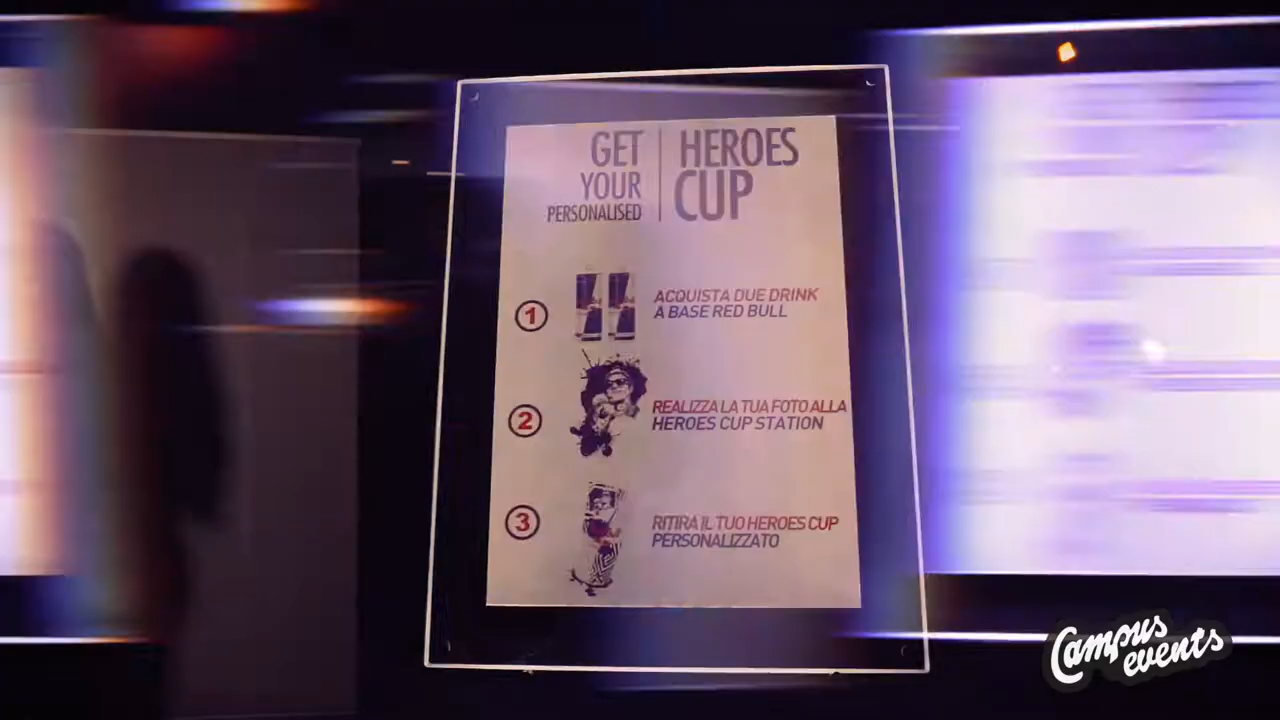 GET
YOUR
PERSONALISED
HEROES
CUP
1
ACQUISTA DUE DRINK
A BASE RED BULL
2
REALIZZA LA TUA FOTO ALLA
HEROES CUP STATION
3
RITIRA IL TUO HEROES CUP
PERSONALIZZATO
Campus
events